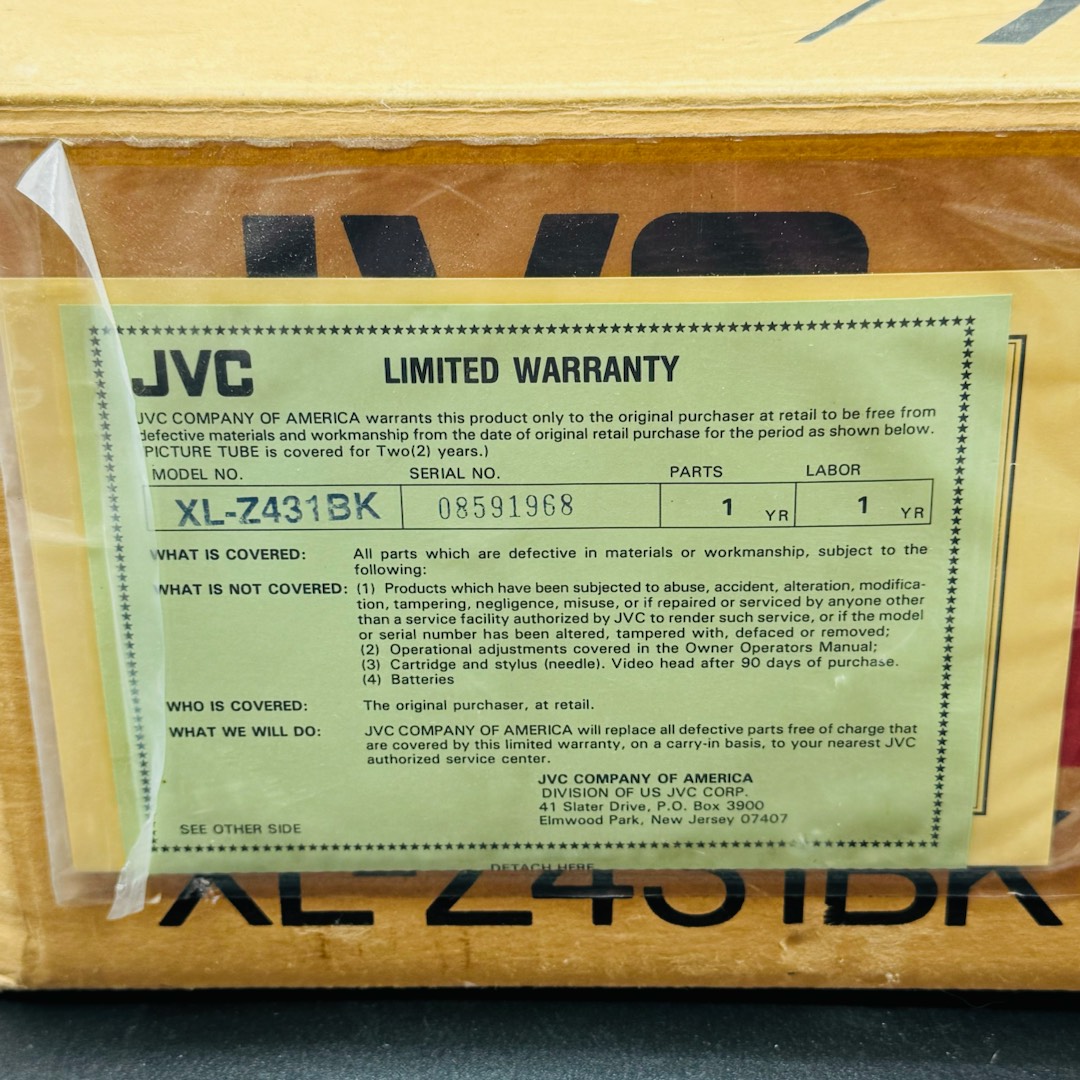 JVC
JVC LIMITED WARRANTY
JVC COMPANY OF AMERICA warrants this product only to the original purchaser at retail to be free from
defective materials and workmanship from the date of original retail purchase for the period as shown below.
PICTURE TUBE is covered for Two(2) years.)
MODEL NO. SERIAL NO. PARTS LABOR
XL-Z431BK 08591968 1 YR 1 YR
WHAT IS COVERED: All parts which are defective in materials or workmanship, subject to the
following:
WHAT IS NOT COVERED: (1) Products which have been subjected to abuse, accident, alteration, modifica-
tion, tampering, negligence, misuse, or if repaired or serviced by anyone other
than a service facility authorized by JVC to render such service, or if the model
or serial number has been altered, tampered with, defaced or removed;
(2) Operational adjustments covered in the Owner Operators Manual;
(3) Cartridge and stylus (needle). Video head after 90 days of purchase.
(4) Batteries
WHO IS COVERED: The original purchaser, at retail.
WHAT WE WILL DO: JVC COMPANY OF AMERICA will replace all defective parts free of charge that
are covered by this limited warranty, on a carry-in basis, to your nearest JVC
authorized service center.
JVC COMPANY OF AMERICA
DIVISION OF US JVC CORP.
41 Slater Drive, P.O. Box 3900
Elmwood Park, New Jersey 07407
SEE OTHER SIDE
DETACH HERE
XL-Z431BK